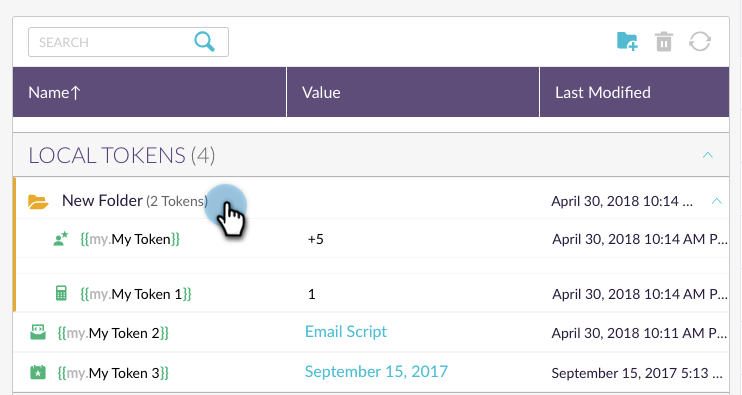 SEARCH
Name↑ Value Last Modified
LOCAL TOKENS (4)
New Folder (2 Tokens) April 30, 2018 10:14 ...
{{my.My Token}} +5 April 30, 2018 10:14 AM P...
{{my.My Token 1}} 1 April 30, 2018 10:14 AM P...
{{my.My Token 2}} Email Script April 30, 2018 10:11 AM P...
{{my.My Token 3}} September 15, 2017 September 15, 2017 5:13 ...